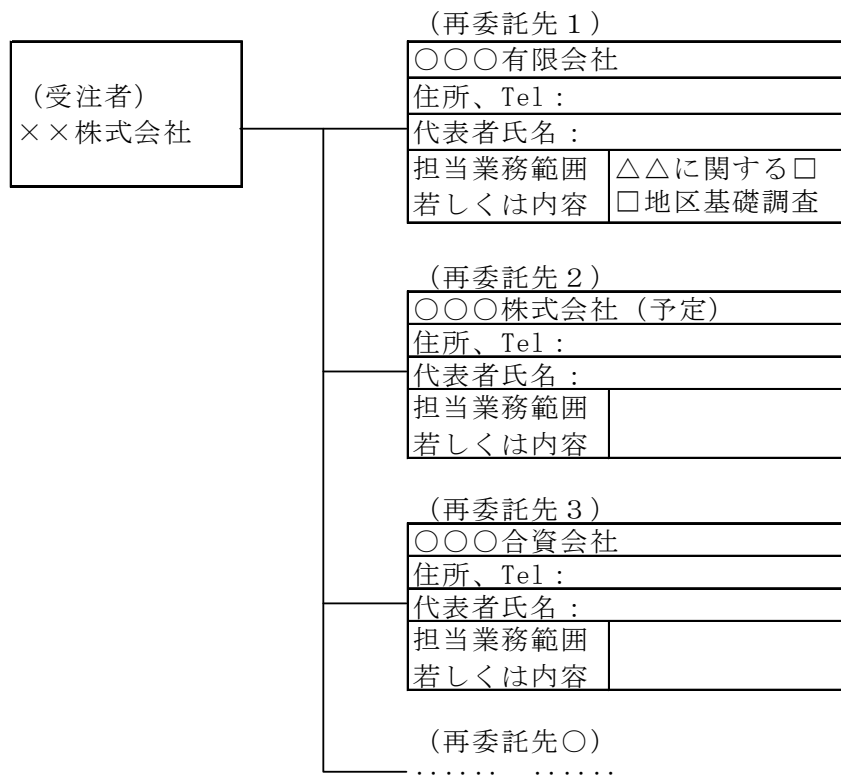 (受注者)
××株式会社
(再委託先1)
○○○有限会社
住所、Tel:
代表者氏名:
担当業務範囲
若しくは内容
△△に関する□
□地区基礎調査
(再委託先2)
○○○株式会社(予定)
住所、Tel:
代表者氏名:
担当業務範囲
若しくは内容
(再委託先3)
○○○合資会社
住所、Tel:
代表者氏名:
担当業務範囲
若しくは内容
(再委託先○)
...... ......